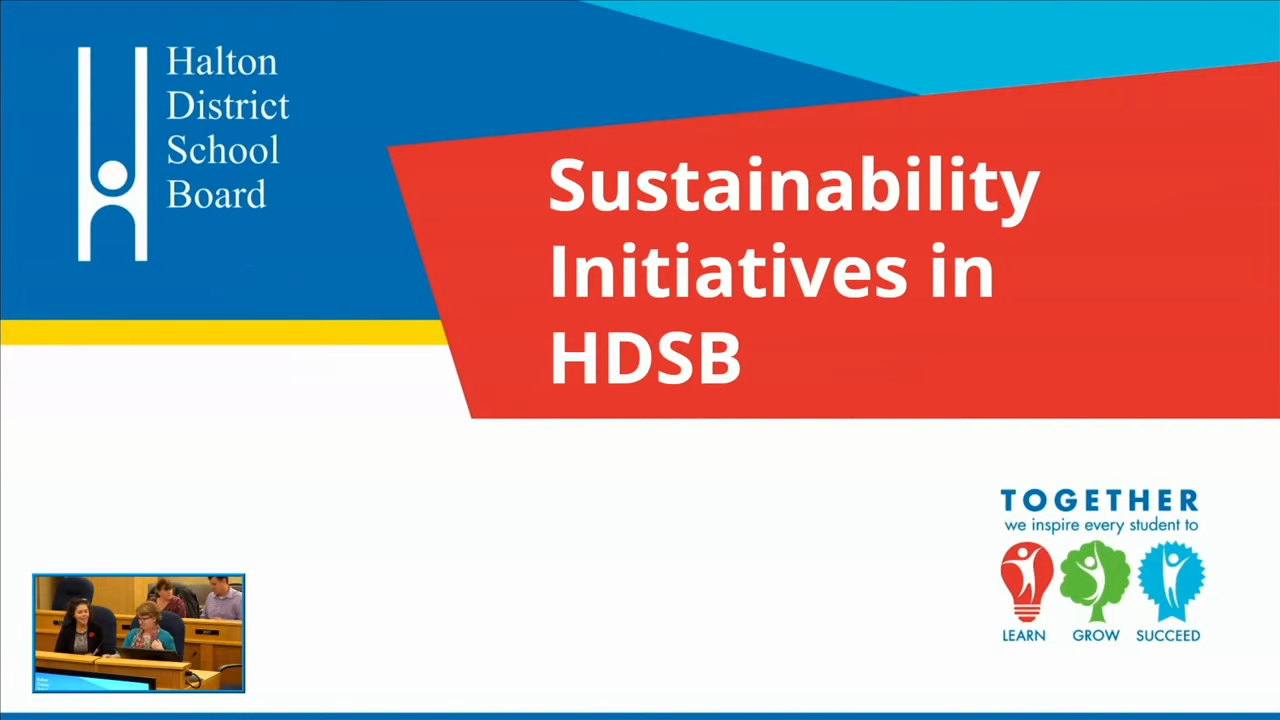 Halton
District
School
Board
Sustainability
Initiatives in
HDSB
TOGETHER
we inspire every student to
LEARN GROW SUCCEED